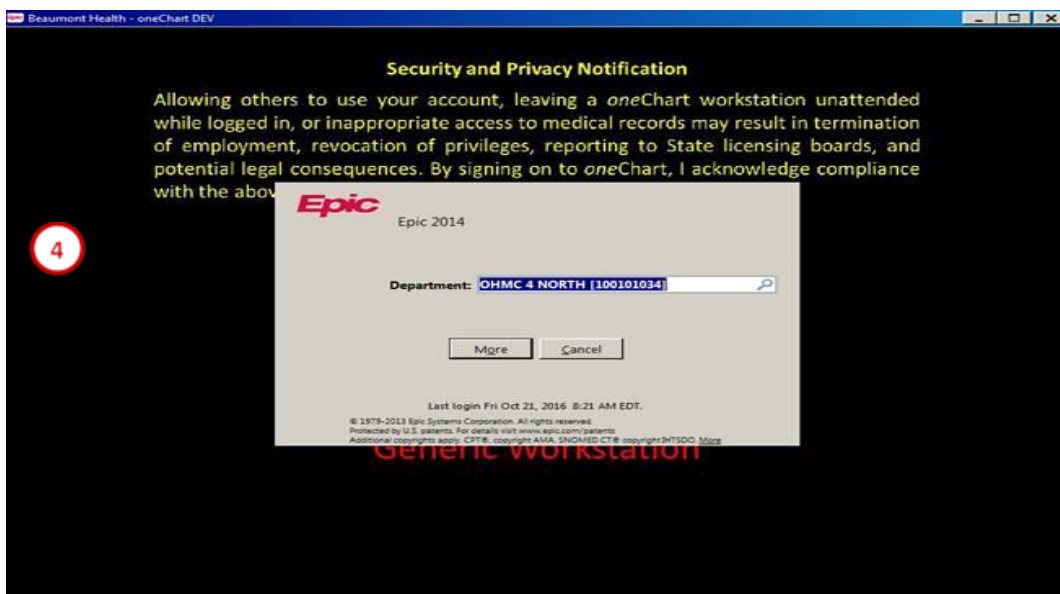 Epic Beaumont Health - oneChart DEV
Security and Privacy Notification
Allowing others to use your account, leaving a oneChart workstation unattended
while logged in, or inappropriate access to medical records may result in termination
of employment, revocation of privileges, reporting to State licensing boards, and
potential legal consequences. By signing on to oneChart, I acknowledge compliance
with the abov
Epic
Epic 2014
4
Department: OHMC 4 NORTH [100101034]
More Cancel
Last login Fri Oct 21, 2016 8:21 AM EDT.
© 1979-2013 Epic Systems Corporation. All rights reserved.
Protected by U.S. patents. For details visit www.epic.com/patents
Additional copyrights apply. CPT®, copyright AMA. SNOMED CT® copyright IHTSDO. More
Generic Workstation